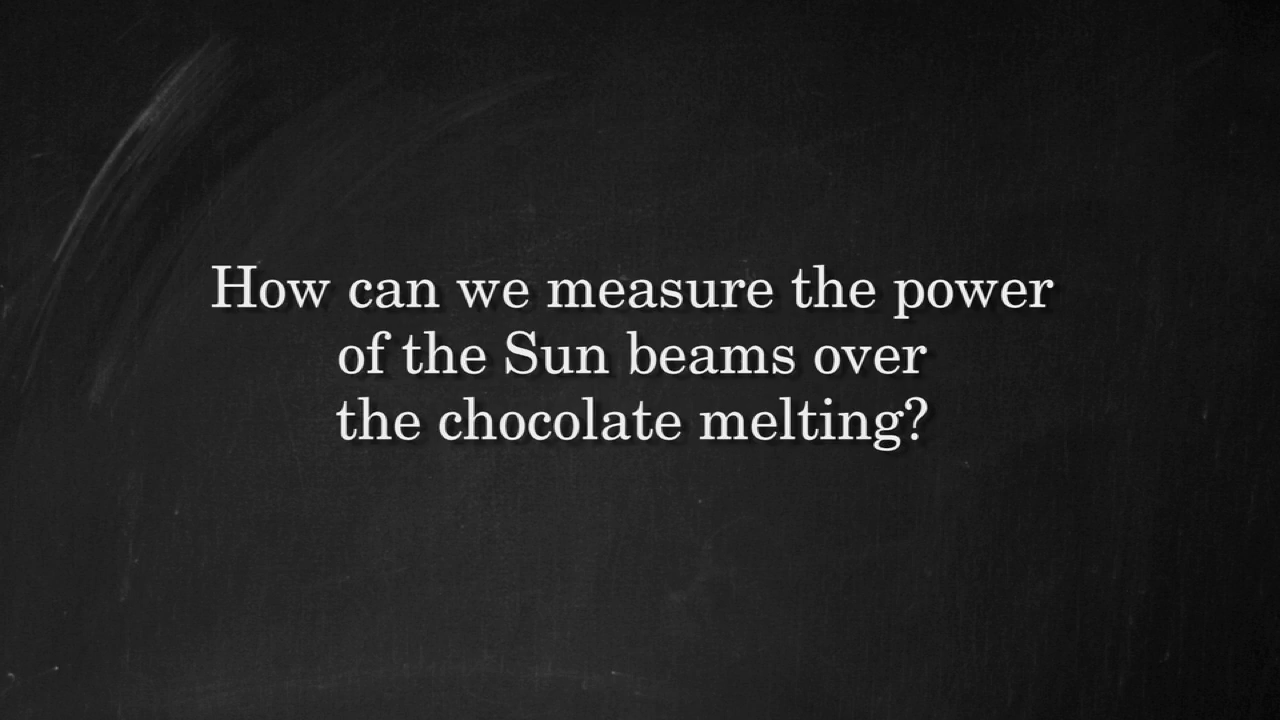 How can we measure the power
of the Sun beams over
the chocolate melting?